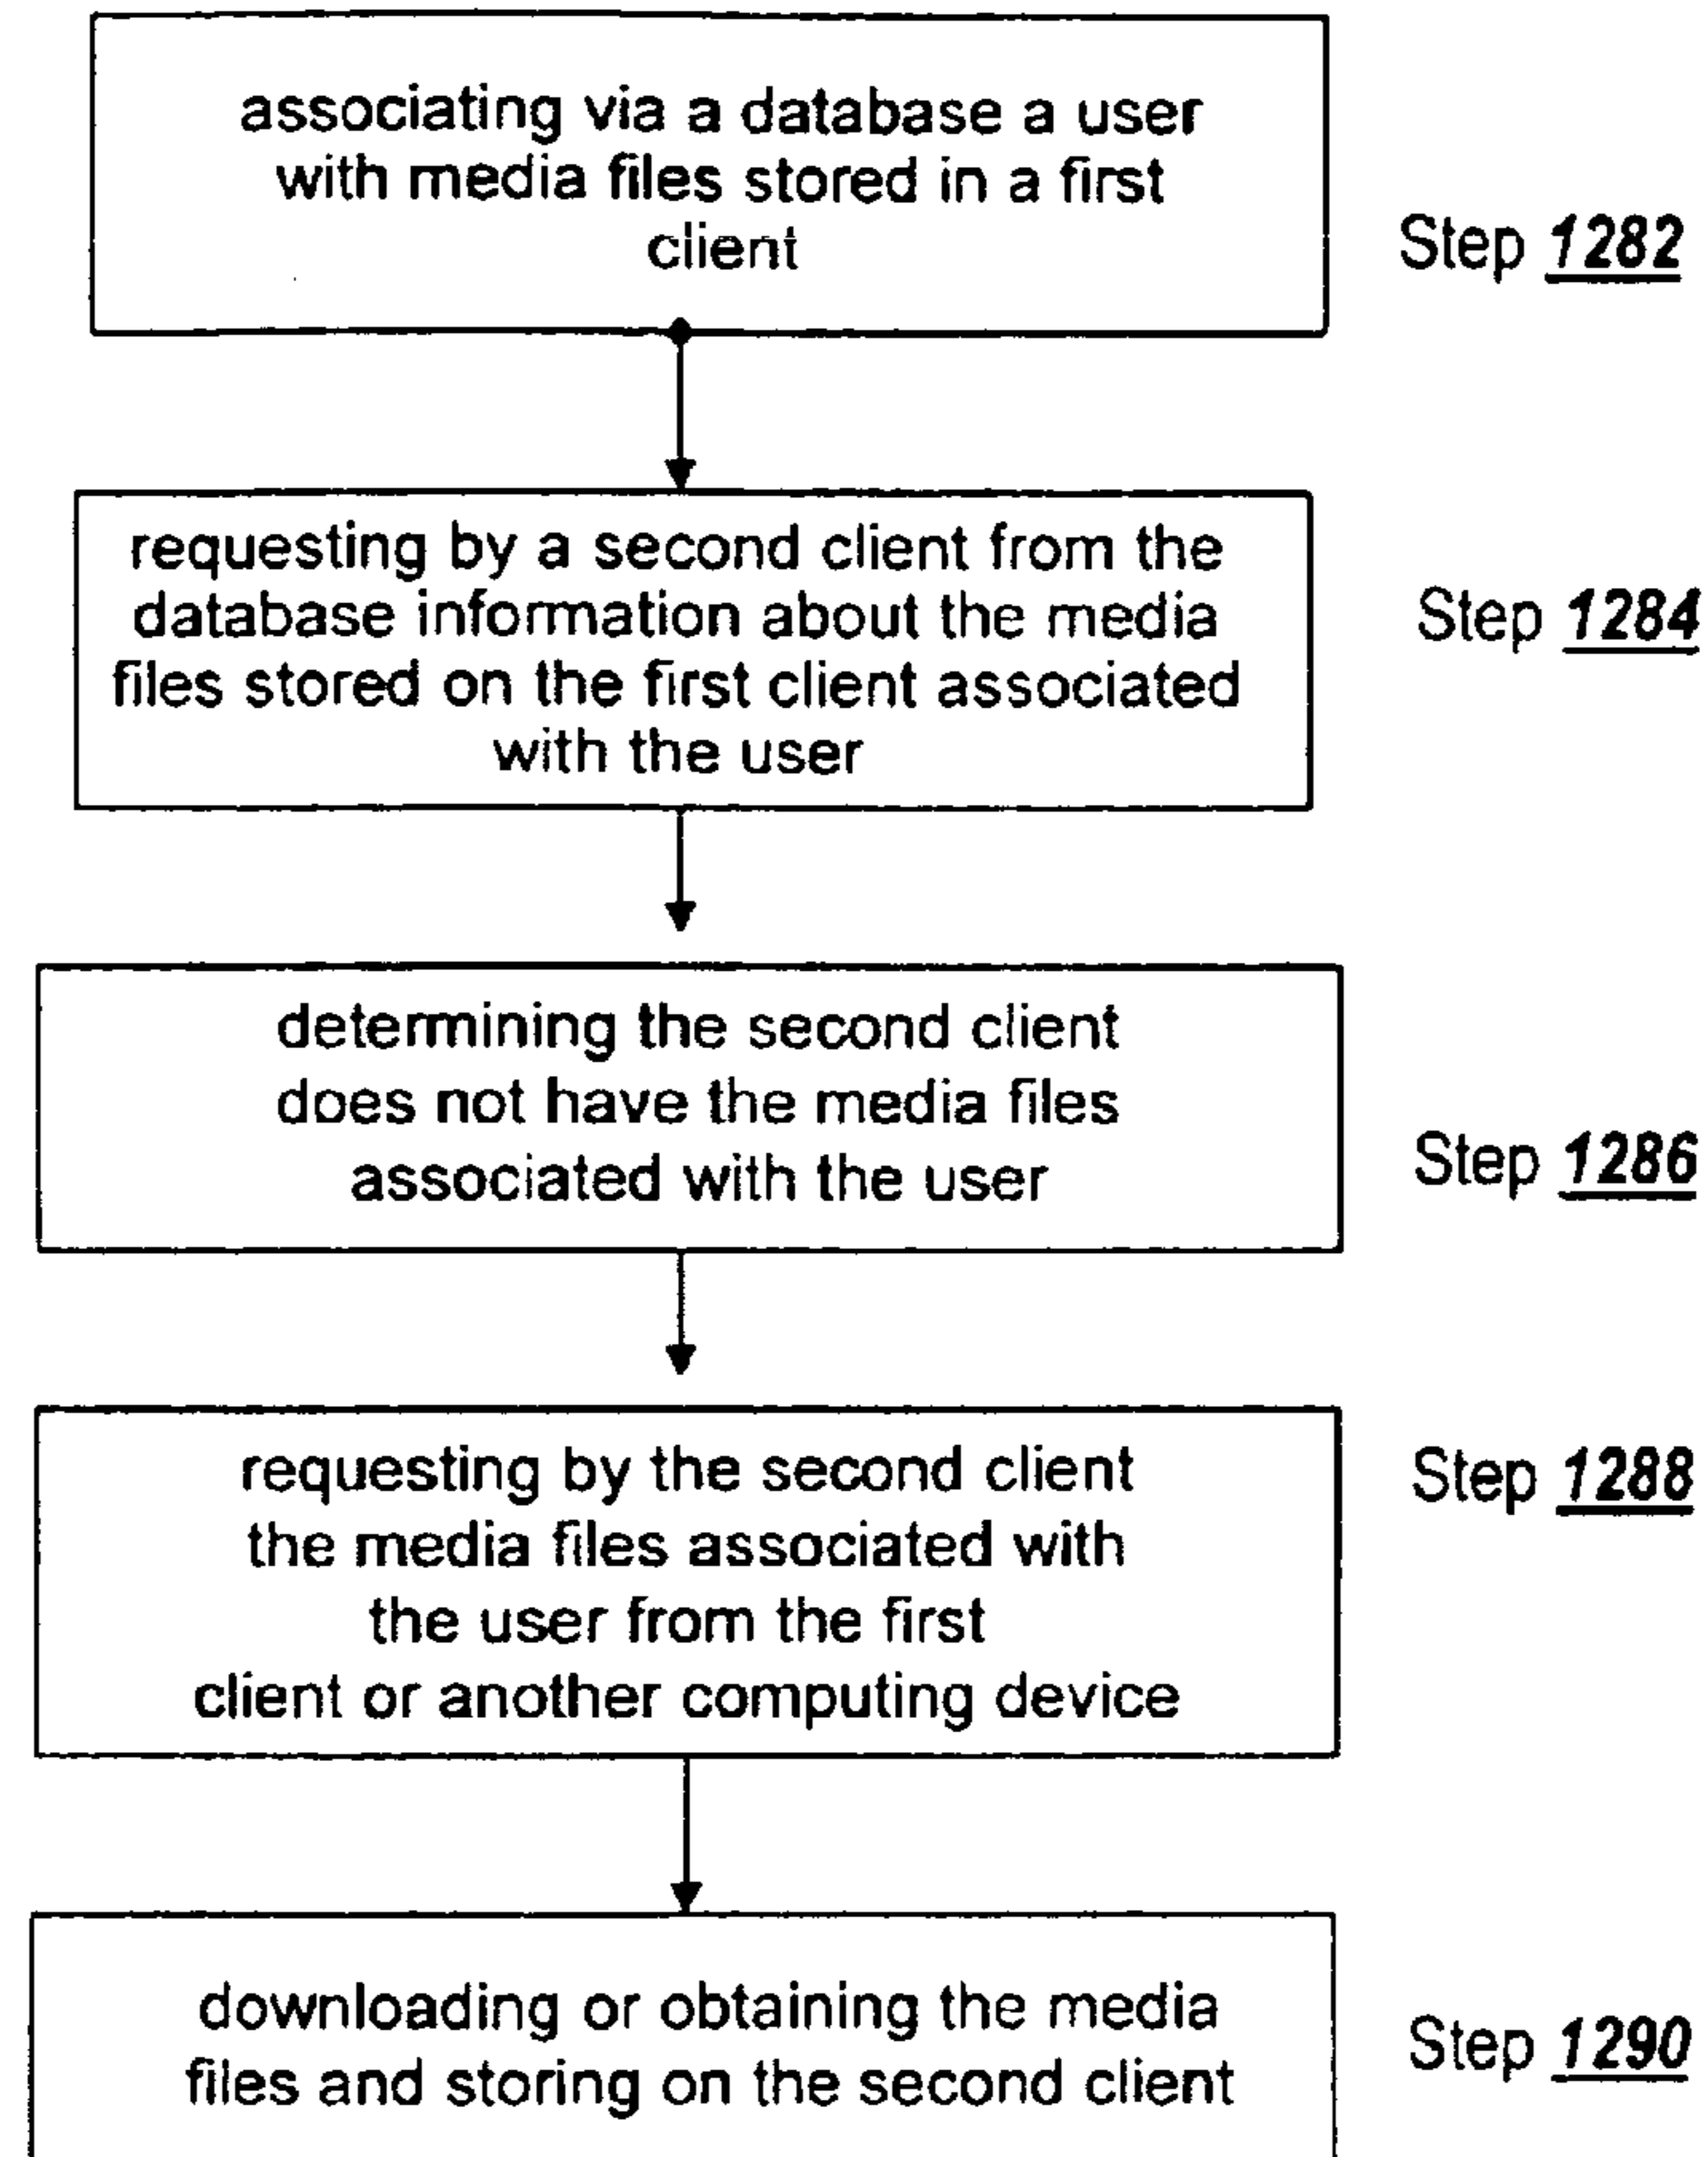 associating via a database a user
with media files stored in a first
client
Step 1282
requesting by a second client from the
database information about the media
files stored on the first client associated
with the user
Step 1284
determining the second client
does not have the media files
associated with the user
Step 1286
requesting by the second client
the media files associated with
the user from the first
client or another computing device
Step 1288
downloading or obtaining the media
files and storing on the second client
Step 1290